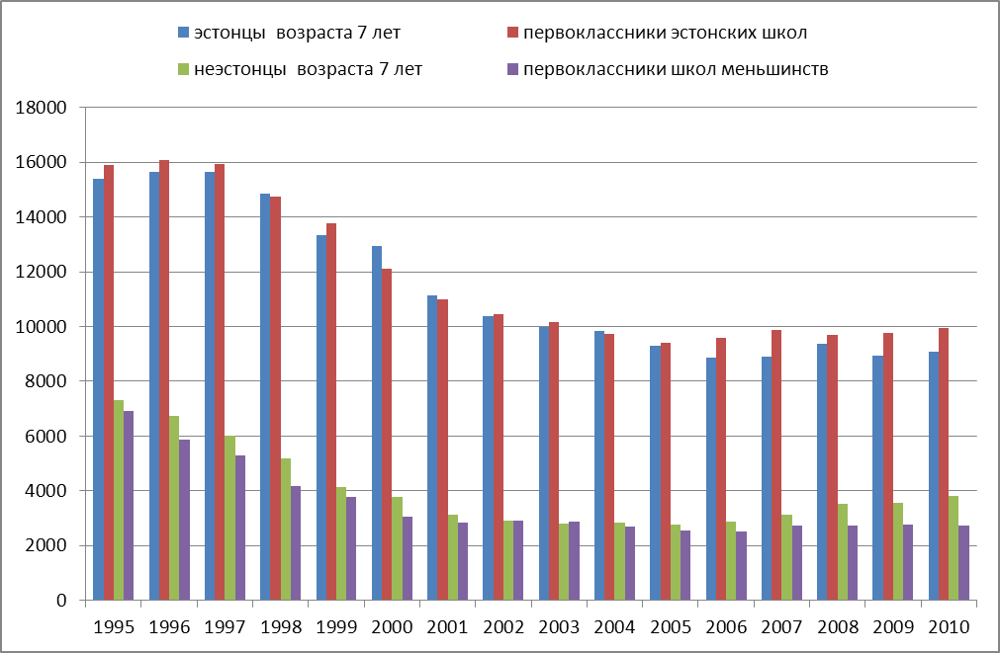 эстонцы  возраста 7 лет
первоклассники эстонских школ
неэстонцы  возраста 7 лет
первоклассники школ меньшинств
18000
16000
14000
12000
10000
8000
6000
4000
2000
0
1995 1996 1997 1998 1999 2000 2001 2002 2003 2004 2005 2006 2007 2008 2009 2010